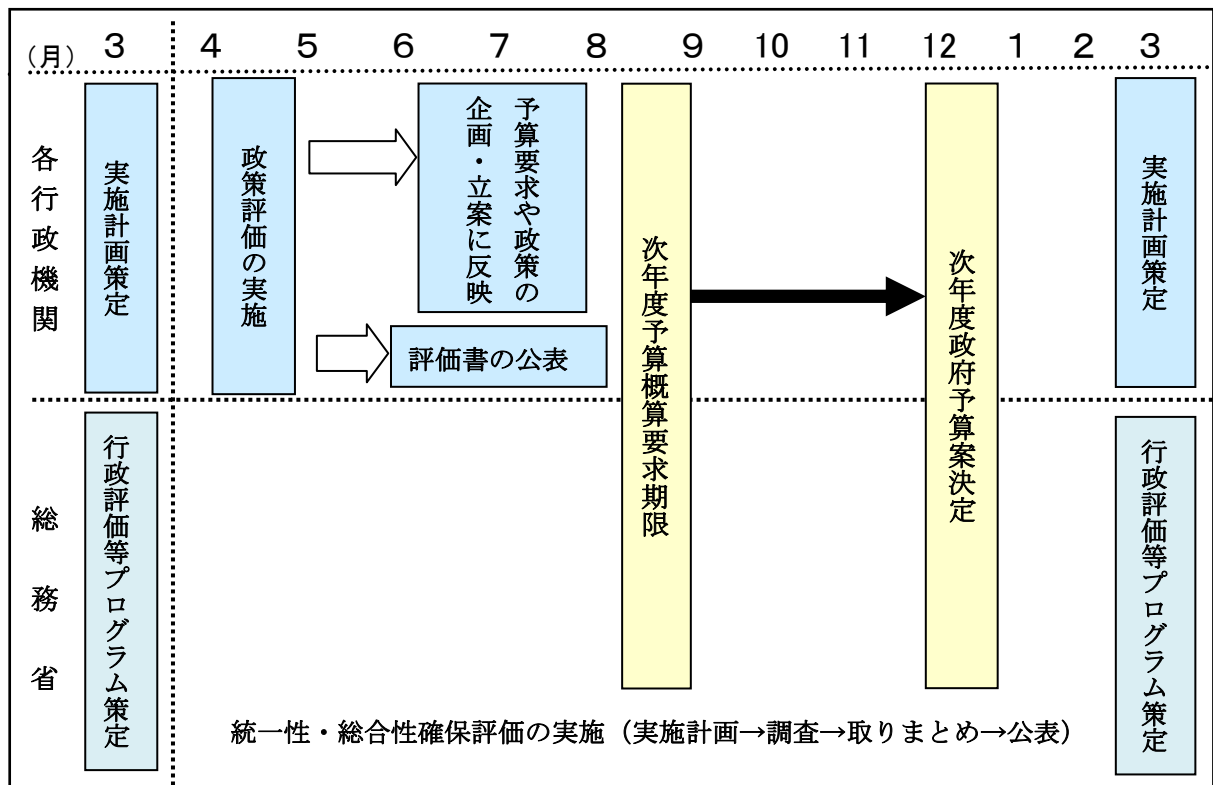 (月) 3 4 5 6 7 8 9 10 11 12 1 2 3
各行政機関
実施計画策定
政策評価の実施
予算要求や政策の
企画・立案に反映
評価書の公表
次年度予算概算要求期限
次年度政府予算案決定
実施計画策定
総務省
行政評価等プログラム策定
統一性・総合性確保評価の実施（実施計画→調査→取りまとめ→公表）
行政評価等プログラム策定